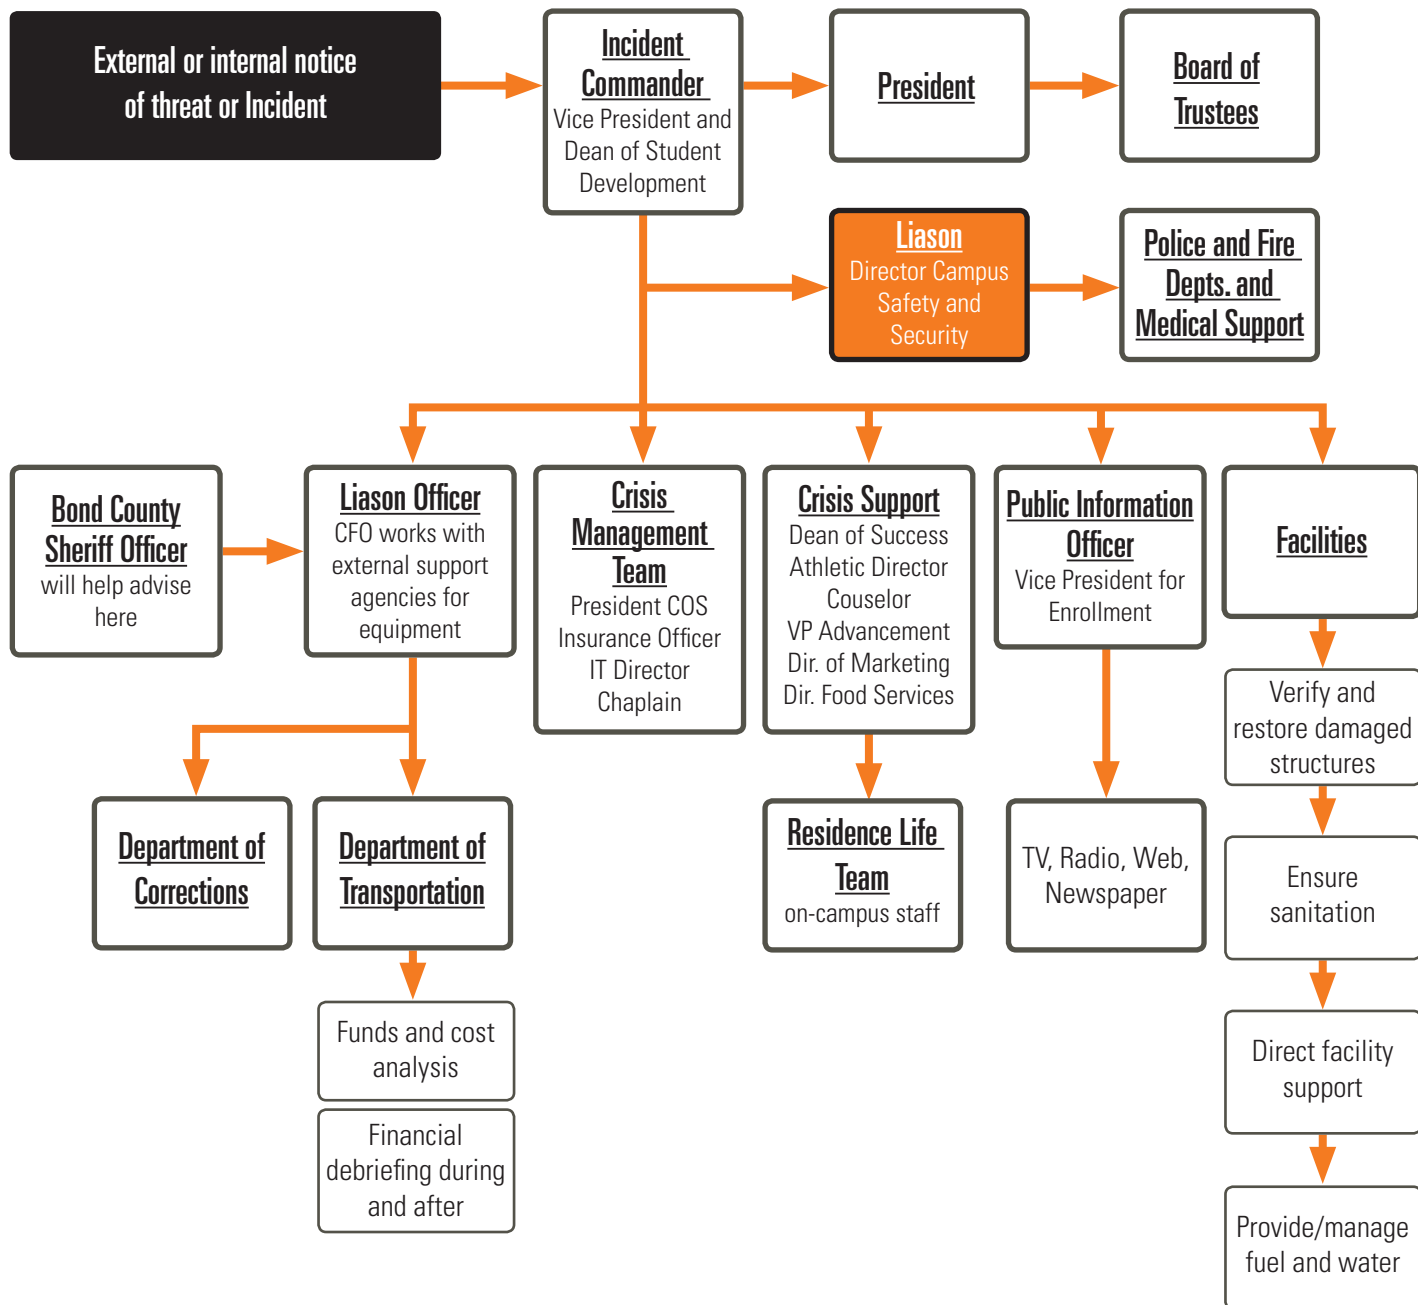 External or internal notice
of threat or Incident
Incident
Commander
Vice President and
Dean of Student
Development
President
Board of
Trustees
Liason
Director Campus
Safety and
Security
Police and Fire
Depts. and
Medical Support
Bond County
Sheriff Officer
will help advise
here
Liason Officer
CFO works with
external support
agencies for
equipment
Crisis
Management
Team
President COS
Insurance Officer
IT Director
Chaplain
Crisis Support
Dean of Success
Athletic Director
Couselor
VP Advancement
Dir. of Marketing
Dir. Food Services
Public Information
Officer
Vice President for
Enrollment
Facilities
Verify and
restore damaged
structures
Department of
Corrections
Department of
Transportation
Residence Life
Team
on-campus staff
TV, Radio, Web,
Newspaper
Ensure
sanitation
Funds and cost
analysis
Direct facility
support
Financial
debriefing during
and after
Provide/manage
fuel and water